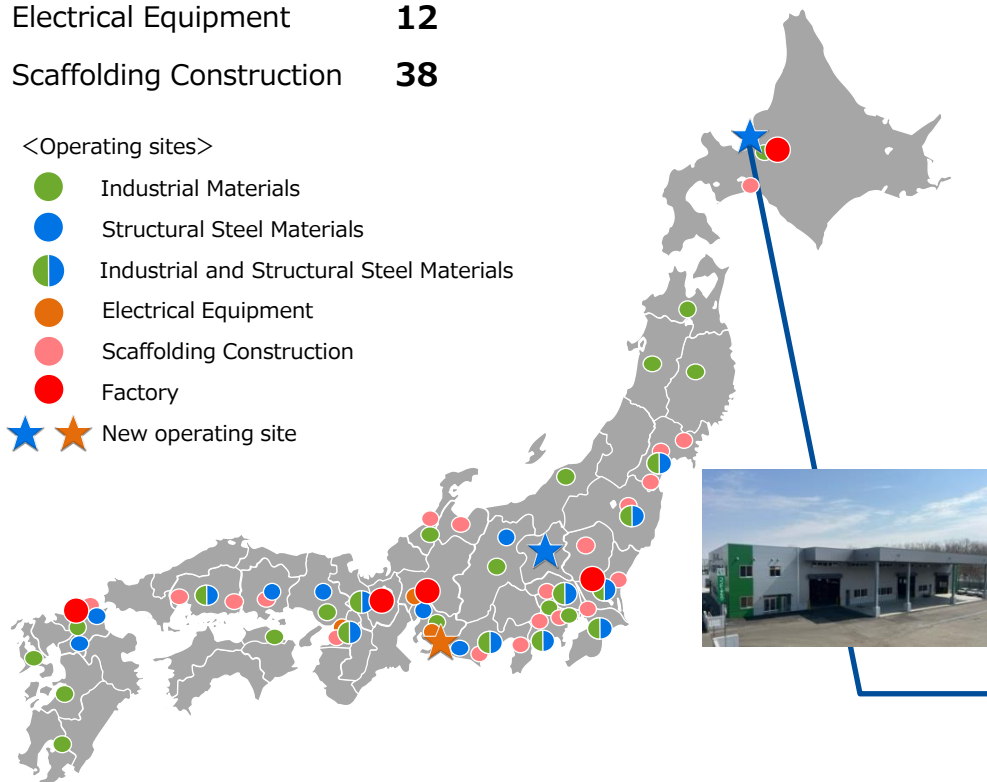 Electrical Equipment 12
Scaffolding Construction 38
<Operating sites>
Industrial Materials
Structural Steel Materials
Industrial and Structural Steel Materials
Electrical Equipment
Scaffolding Construction
Factory
New operating site